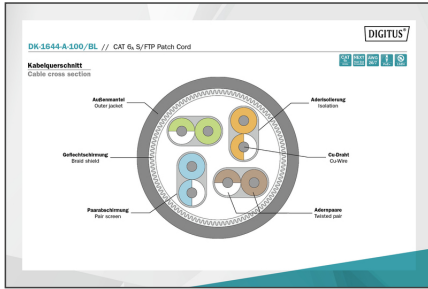 DIGITUS®
DK-1644-A-100/BL // CAT 6A S/FTP Patch Cord
Kabelquerschnitt
Cable cross section
Außenmantel
Outer jacket
Aderisolierung
Isolation
Geflechtschirmung
Braid shield
Cu-Draht
Cu-Wire
Paarabschirmung
Pair screen
Adernpaare
Twisted pair